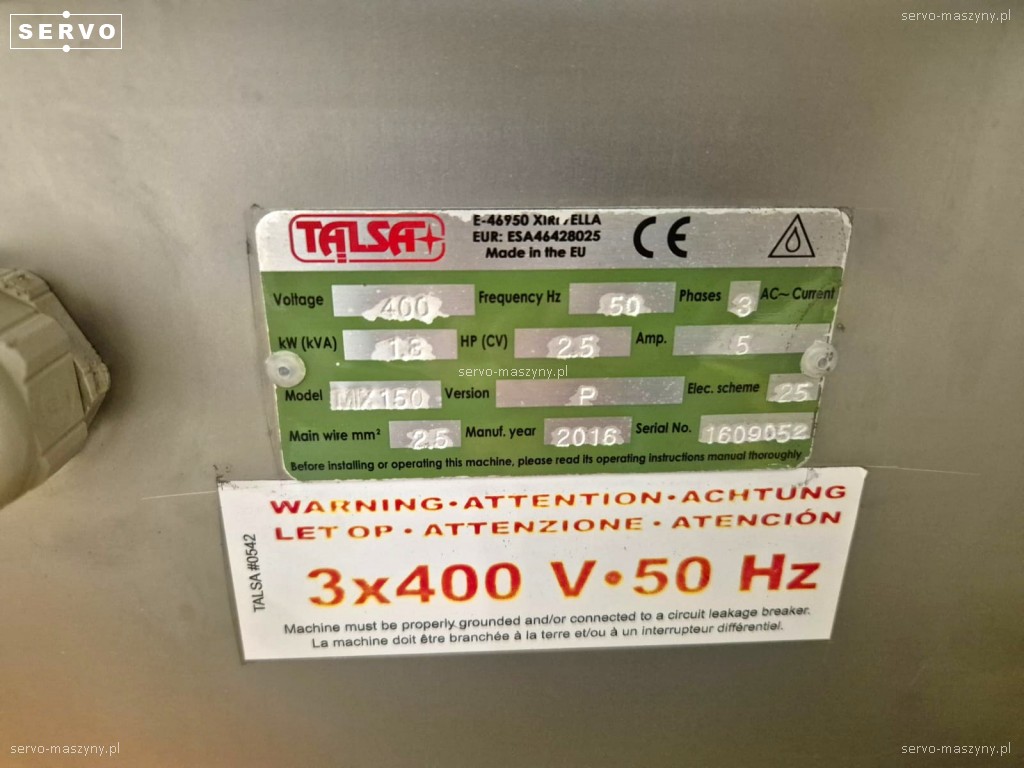 SERVO
servo-maszyny.pl
TALSA
E-46950 XIRIVELLA
EUR: ESA46428025
Made in the EU
CE
Voltage 400 Frequency Hz 50 Phases 3 AC~ Current
kW (kVA) 1.8 HP (CV) 2.5 Amp. 5
servo-maszyny.pl
Model MIX150 Version P Elec. scheme 25
Main wire mm² 2.5 Manuf. year 2016 Serial No. 1609052
Before installing or operating this machine, please read its operating instructions manual thoroughly
WARNING·ATTENTION·ACHTUNG
LET OP · ATTENZIONE · ATENCIÓN
TALSA #0542
3x400 V·50 Hz
Machine must be properly grounded and/or connected to a circuit leakage breaker.
La machine doit être branchée à la terre et/ou à un interrupteur différentiel.
servo-maszyny.pl
servo-maszyny.pl